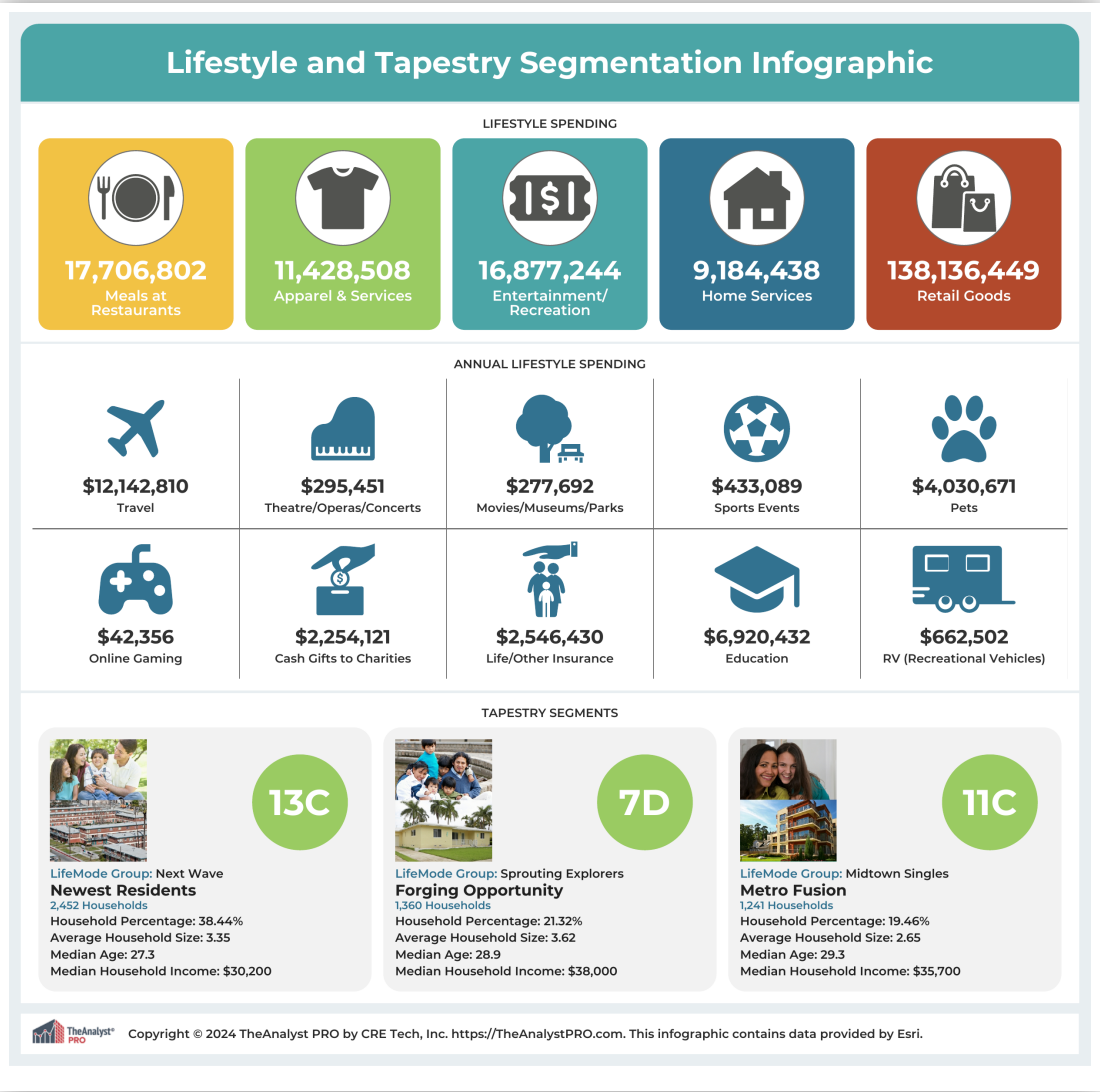 Lifestyle and Tapestry Segmentation Infographic
LIFESTYLE SPENDING
17,706,802
Meals at
Restaurants
11,428,508
Apparel & Services
$
16,877,244
Entertainment/
Recreation
9,184,438
Home Services
138,136,449
Retail Goods
ANNUAL LIFESTYLE SPENDING
$12,142,810
Travel
$295,451
Theatre/Operas/Concerts
$277,692
Movies/Museums/Parks
$433,089
Sports Events
$4,030,671
Pets
$42,356
Online Gaming
$
$2,254,121
Cash Gifts to Charities
$2,546,430
Life/Other Insurance
$6,920,432
Education
$662,502
RV (Recreational Vehicles)
TAPESTRY SEGMENTS
13C
LifeMode Group: Next Wave
Newest Residents
2,452 Households
Household Percentage: 38.44%
Average Household Size: 3.35
Median Age: 27.3
Median Household Income: $30,200
7D
LifeMode Group: Sprouting Explorers
Forging Opportunity
1,360 Households
Household Percentage: 21.32%
Average Household Size: 3.62
Median Age: 28.9
Median Household Income: $38,000
11C
LifeMode Group: Midtown Singles
Metro Fusion
1,241 Households
Household Percentage: 19.46%
Average Household Size: 2.65
Median Age: 29.3
Median Household Income: $35,700
TheAnalyst®
PRO
Copyright © 2024 TheAnalyst PRO by CRE Tech, Inc. https://TheAnalystPRO.com. This infographic contains data provided by Esri.